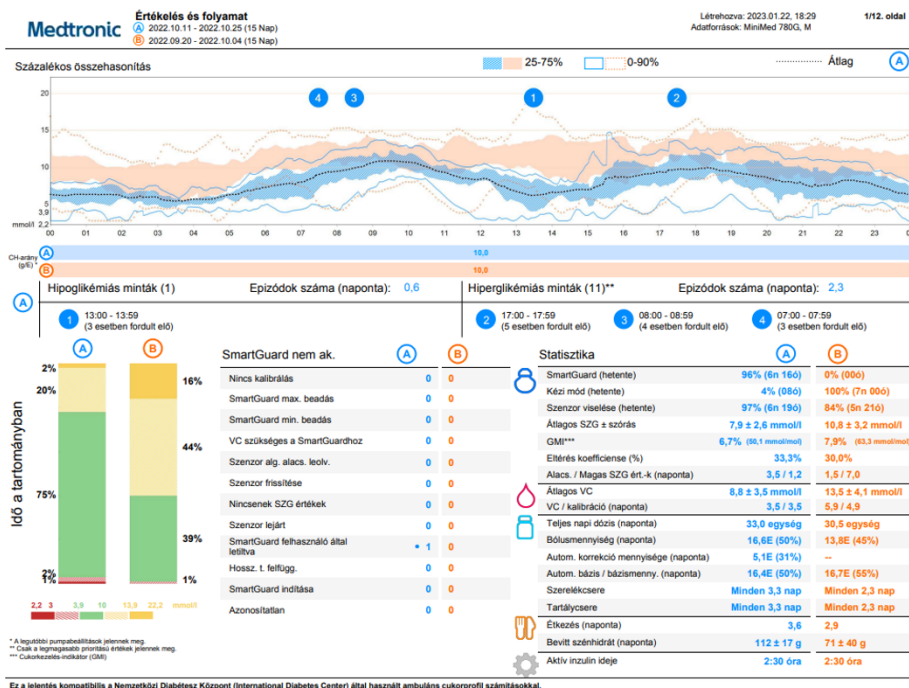 Medtronic
Értékelés és folyamat
A 2022.10.11 - 2022.10.25 (15 Nap)
B 2022.09.20 - 2022.10.04 (15 Nap)
Létrehozva: 2023.01.22, 18:29
Adatforrások: MiniMed 780G, M
1/12. oldal
Százalékos összehasonítás
25-75% 0-90% Átlag A
4 3 1 2
20
15
10
5
3,9
mmol/l 2,2
00 01 02 03 04 05 06 07 08 09 10 11 12 13 14 15 16 17 18 19 20 21 22 23
CH-arány (g/E) *
A 10,0
B 10,0
A Hipoglikémiás minták (1) Epizódok száma (naponta): 0,6
1 13:00 - 13:59
(3 esetben fordult elő)
Hiperglikémiás minták (11)** Epizódok száma (naponta): 2,3
2 17:00 - 17:59
(5 esetben fordult elő)
3 08:00 - 08:59
(4 esetben fordult elő)
4 07:00 - 07:59
(3 esetben fordult elő)
Idő a tartományban
A B
2% 16%
20% 44%
75% 39%
2%
1% 1%
2,2 3 3,9 10 13,9 22,2 mmol/l
SmartGuard nem ak. A B
Nincs kalibrálás 0 0
SmartGuard max. beadás 0 0
SmartGuard min. beadás 0 0
VC szükséges a SmartGuardhoz 0 0
Szenzor alg. alacs. leolv. 0 0
Szenzor frissítése 0 0
Nincsenek SZG értékek 0 0
Szenzor lejárt 0 0
SmartGuard felhasználó által letiltva • 1 0
Hossz. t. felfügg. 0 0
SmartGuard indítása 0 0
Azonosítatlan 0 0
Statisztika A B
SmartGuard (hetente) 96% (6n 16ó) 0% (00ó)
Kézi mód (hetente) 4% (08ó) 100% (7n 00ó)
Szenzor viselése (hetente) 97% (6n 19ó) 84% (5n 21ó)
Átlagos SZG ± szórás 7,9 ± 2,6 mmol/l 10,8 ± 3,2 mmol/l
GMI*** 6,7% (50,1 mmol/mol) 7,9% (63,3 mmol/mol)
Eltérés koefficiense (%) 33,3% 30,0%
Alacs. / Magas SZG ért.-k (naponta) 3,5 / 1,2 1,5 / 7,0
Átlagos VC 8,8 ± 3,5 mmol/l 13,5 ± 4,1 mmol/l
VC / kalibráció (naponta) 3,5 / 3,5 5,9 / 4,9
Teljes napi dózis (naponta) 33,0 egység 30,5 egység
Bólusmennyiség (naponta) 16,6E (50%) 13,8E (45%)
Autom. korrekció mennyisége (naponta) 5,1E (31%) --
Autom. bázis / bázismenny. (naponta) 16,4E (50%) 16,7E (55%)
Szerelékcsere Minden 3,3 nap Minden 2,3 nap
Tartálycsere Minden 3,3 nap Minden 2,3 nap
Étkezés (naponta) 3,6 2,9
Bevitt szénhidrát (naponta) 112 ± 17 g 71 ± 40 g
Aktív inzulin ideje 2:30 óra 2:30 óra
* A legutóbbi pumpabeállítások jelennek meg.
** Csak a legmagasabb prioritású értékek jelennek meg.
*** Cukorkezelés-indikátor (GMI)
Ez a jelentés kompatibilis a Nemzetközi Diabétesz Központ (International Diabetes Center) által használt ambuláns cukorprofil számításokkal.